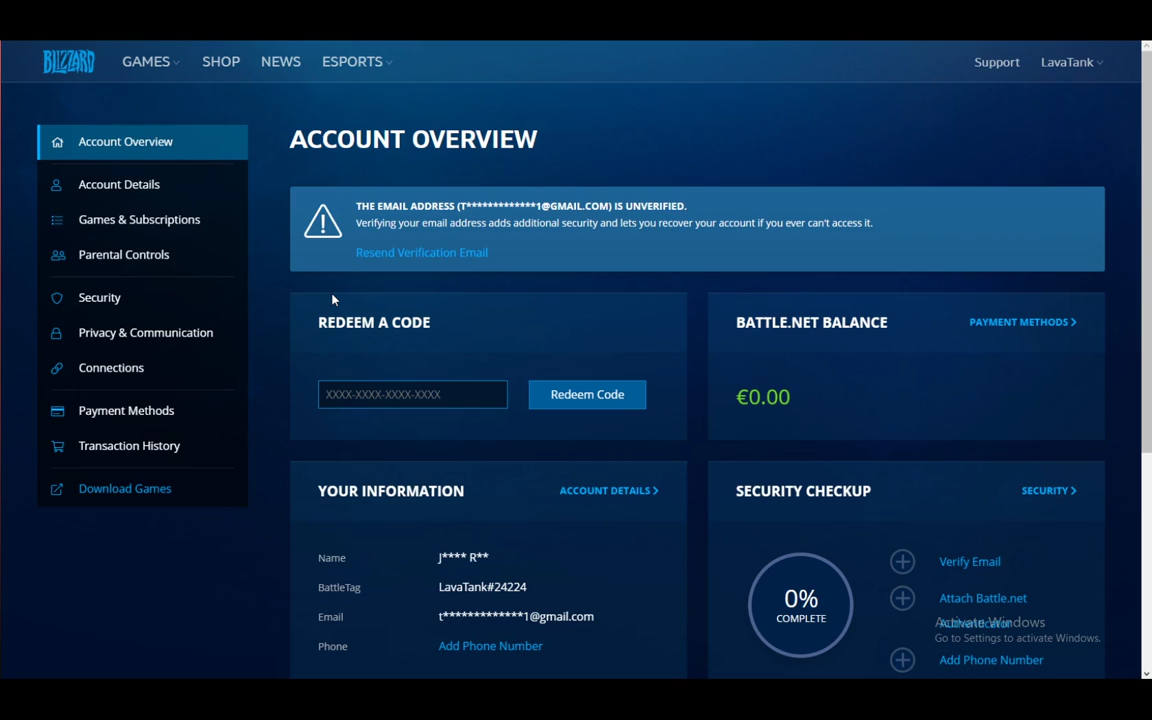 BLIZZARD GAMES SHOP NEWS ESPORTS Support LavaTank
Account Overview
Account Details
Games & Subscriptions
Parental Controls
Security
Privacy & Communication
Connections
Payment Methods
Transaction History
Download Games
ACCOUNT OVERVIEW
THE EMAIL ADDRESS (T*************1@GMAIL.COM) IS UNVERIFIED.
Verifying your email address adds additional security and lets you recover your account if you ever can't access it.
Resend Verification Email
REDEEM A CODE
XXXX-XXXX-XXXX-XXXX Redeem Code
BATTLE.NET BALANCE PAYMENT METHODS
€0.00
YOUR INFORMATION ACCOUNT DETAILS
Name J**** R**
BattleTag LavaTank#24224
Email t*************1@gmail.com
Phone Add Phone Number
SECURITY CHECKUP SECURITY
0%
COMPLETE
Verify Email
Attach Battle.net
Authenticator
Add Phone Number
Activate Windows
Go to Settings to activate Windows.